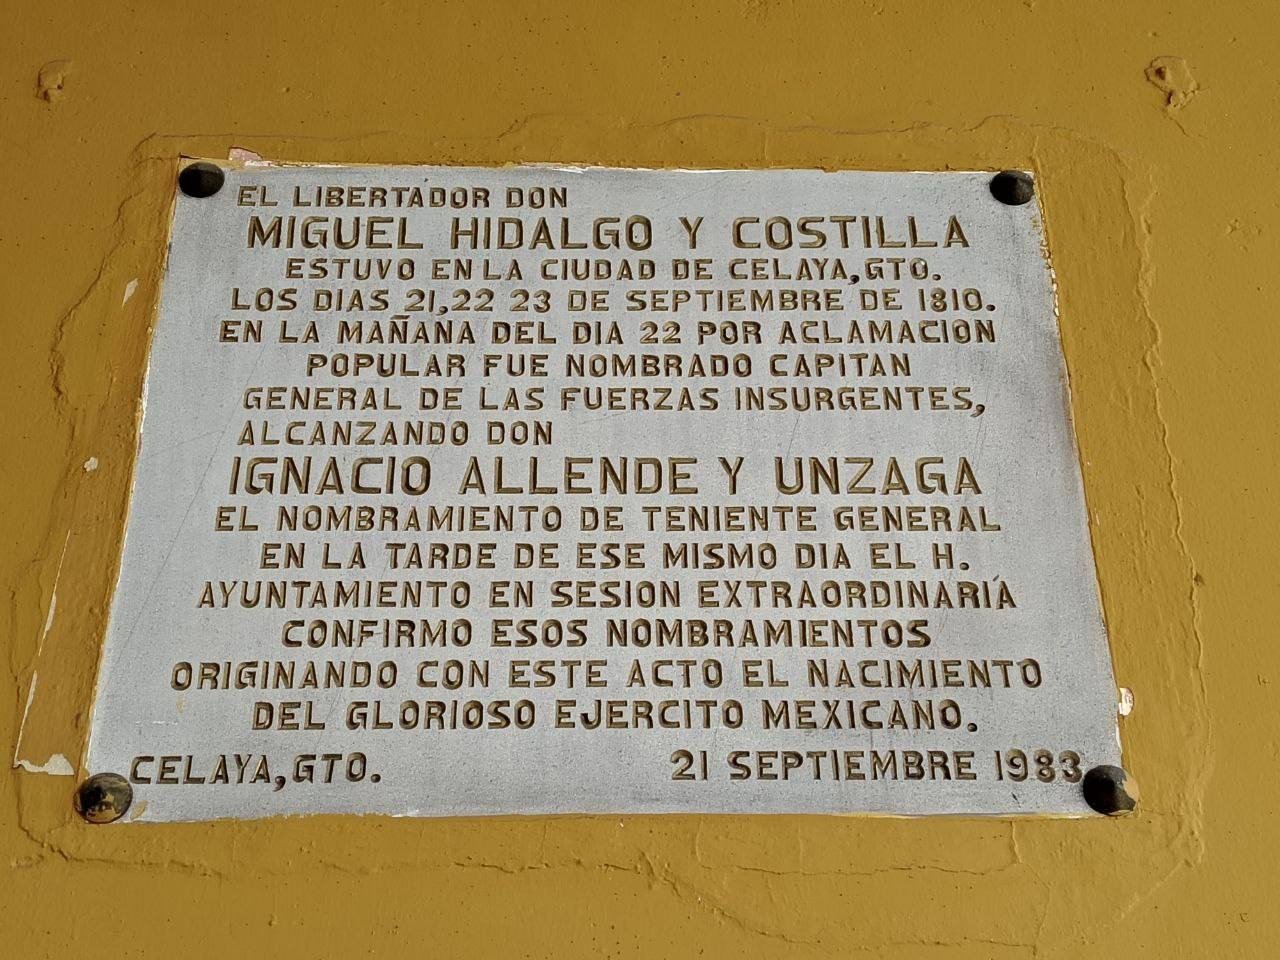 EL LIBERTADOR DON
MIGUEL HIDALGO Y COSTILLA
ESTUVO EN LA CIUDAD DE CELAYA, GTO.
LOS DIAS 21, 22 23 DE SEPTIEMBRE DE 1810.
EN LA MAÑANA DEL DIA 22 POR ACLAMACION
POPULAR FUE NOMBRADO CAPITAN
GENERAL DE LAS FUERZAS INSURGENTES,
ALCANZANDO DON
IGNACIO ALLENDE Y UNZAGA
EL NOMBRAMIENTO DE TENIENTE GENERAL
EN LA TARDE DE ESE MISMO DIA EL H.
AYUNTAMIENTO EN SESION EXTRAORDINARIÁ
CONFIRMO ESOS NOMBRAMIENTOS
ORIGINANDO CON ESTE ACTO EL NACIMIENTO
DEL GLORIOSO EJERCITO MEXICANO.
CELAYA, GTO. 21 SEPTIEMBRE 1983